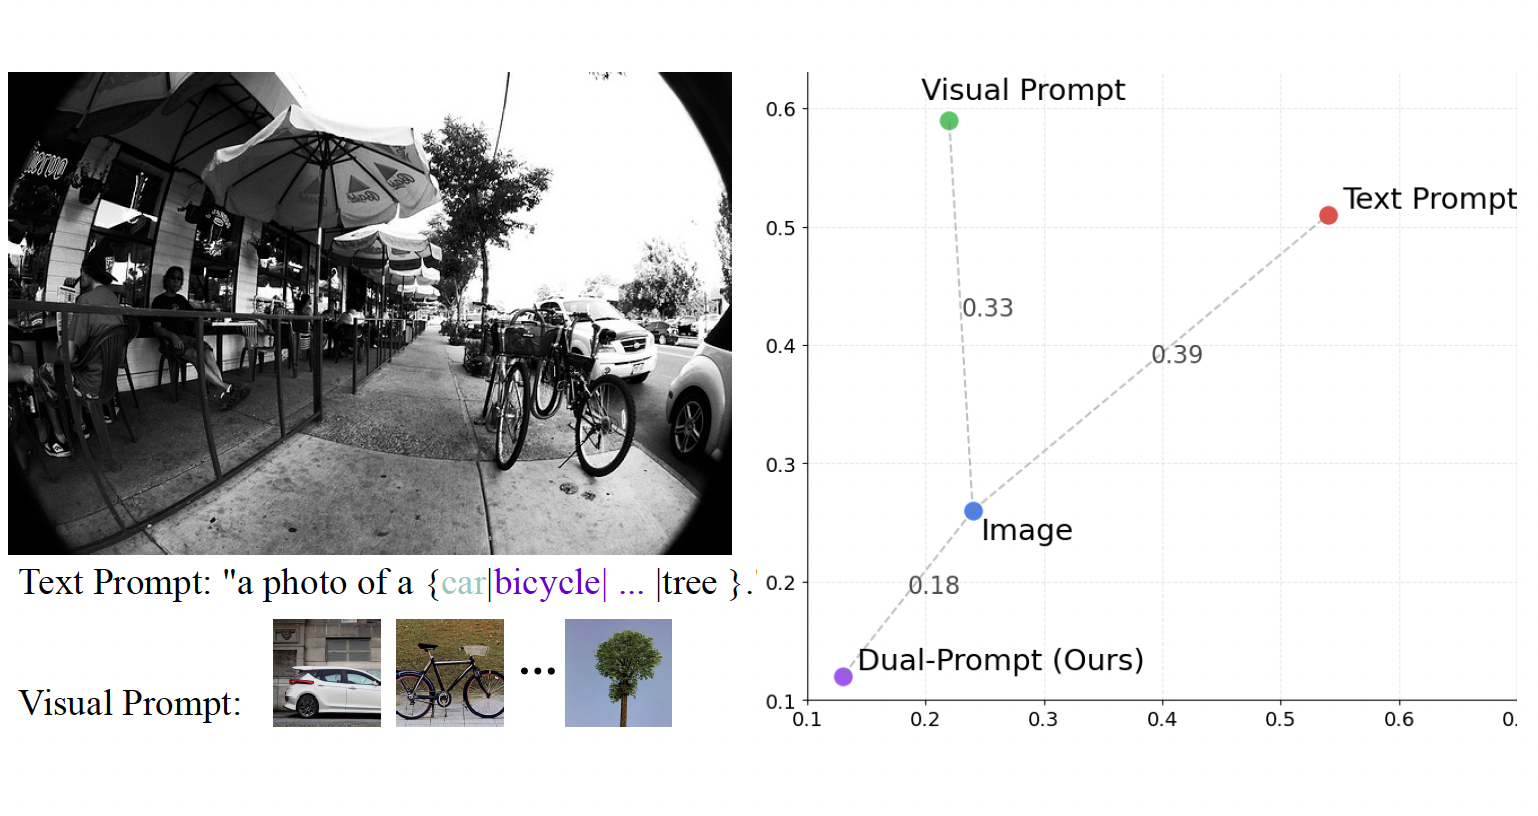 Text Prompt: "a photo of a {car|bicycle| ... |tree }."
Visual Prompt:
...
Visual Prompt
Text Prompt
Image
Dual-Prompt (Ours)
0.33
0.39
0.18
0.6
0.5
0.4
0.3
0.2
0.1
0.1
0.2
0.3
0.4
0.5
0.6
0.